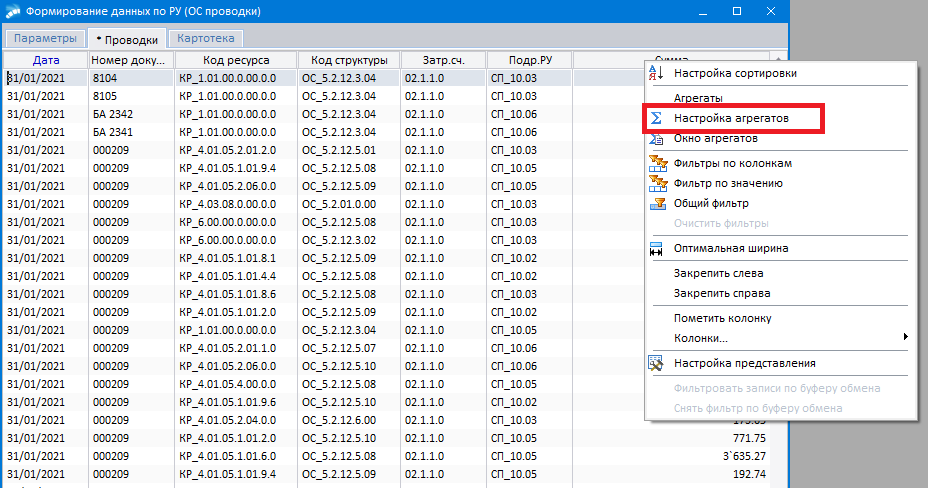 Формирование данных по РУ (ОС проводки)
Параметры * Проводки Картотека
Дата Номер доку... Код ресурса Код структуры Затр.сч. Подр.РУ Сумма
31/01/2021 8104 КР_1.01.00.0.00.0.0 ОС_5.2.12.3.04 02.1.1.0 СП_10.03
31/01/2021 8105 КР_1.01.00.0.00.0.0 ОС_5.2.12.3.04 02.1.1.0 СП_10.03
31/01/2021 БА 2342 КР_1.01.00.0.00.0.0 ОС_5.2.12.3.04 02.1.1.0 СП_10.06
31/01/2021 БА 2341 КР_1.01.00.0.00.0.0 ОС_5.2.12.3.04 02.1.1.0 СП_10.06
31/01/2021 000209 КР_4.01.05.2.01.0.0 ОС_5.2.12.5.01 02.1.1.0 СП_10.03
31/01/2021 000209 КР_4.01.05.1.01.9.4 ОС_5.2.12.5.08 02.1.1.0 СП_10.05
31/01/2021 000209 КР_4.01.05.2.06.0.0 ОС_5.2.12.5.09 02.1.1.0 СП_10.05
31/01/2021 000209 КР_4.03.08.0.00.0.0 ОС_5.2.01.0.00 02.1.1.0 СП_10.03
31/01/2021 000209 КР_6.00.00.0.00.0.0 ОС_5.2.12.5.08 02.1.1.0 СП_10.03
31/01/2021 000209 КР_6.00.00.0.00.0.0 ОС_5.2.12.3.02 02.1.1.0 СП_10.03
31/01/2021 000209 КР_4.01.05.1.01.8.1 ОС_5.2.12.5.09 02.1.1.0 СП_10.02
31/01/2021 000209 КР_4.01.05.1.01.4.4 ОС_5.2.12.5.08 02.1.1.0 СП_10.02
31/01/2021 000209 КР_4.01.05.1.01.8.6 ОС_5.2.12.5.08 02.1.1.0 СП_10.03
31/01/2021 000209 КР_4.01.05.1.01.2.0 ОС_5.2.12.5.09 02.1.1.0 СП_10.02
31/01/2021 000209 КР_1.01.00.0.00.0.0 ОС_5.2.12.3.04 02.1.1.0 СП_10.05
31/01/2021 000209 КР_4.01.05.2.01.1.0 ОС_5.2.12.5.07 02.1.1.0 СП_10.06
31/01/2021 000209 КР_4.01.05.2.06.0.0 ОС_5.2.12.5.10 02.1.1.0 СП_10.06
31/01/2021 000209 КР_4.01.05.4.00.0.0 ОС_5.2.12.5.08 02.1.1.0 СП_10.05
31/01/2021 000209 КР_4.01.05.1.01.9.6 ОС_5.2.12.5.10 02.1.1.0 СП_10.02
31/01/2021 000209 КР_4.01.05.2.04.0.0 ОС_5.2.12.6.00 02.1.1.0 СП_10.03
31/01/2021 000209 КР_4.01.05.1.01.2.0 ОС_5.2.12.5.10 02.1.1.0 СП_10.05 771.75
31/01/2021 000209 КР_4.01.05.1.01.6.0 ОС_5.2.12.5.08 02.1.1.0 СП_10.05 3`635.27
31/01/2021 000209 КР_4.01.05.1.01.9.4 ОС_5.2.12.5.09 02.1.1.0 СП_10.05 192.74
Настройка сортировки
Агрегаты
Настройка агрегатов
Окно агрегатов
Фильтры по колонкам
Фильтр по значению
Общий фильтр
Очистить фильтры
Оптимальная ширина
Закрепить слева
Закрепить справа
Пометить колонку
Колонки...
Настройка представления
Фильтровать записи по буферу обмена
Снять фильтр по буферу обмена